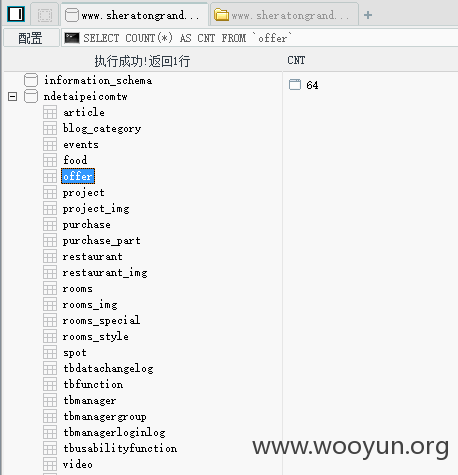 www.sheratongrand...
www.sheratongrand...
配置
SELECT COUNT(*) AS CNT FROM `offer`
执行成功!返回1行
CNT
information_schema
64
ndetaipeicomtw
article
blog_category
events
food
offer
project
project_img
purchase
purchase_part
restaurant
restaurant_img
rooms
rooms_img
rooms_special
rooms_style
spot
tbdatachangelog
tbfunction
tbmanager
tbmanagergroup
tbmanagerloginlog
tbusabilityfunction
video
www.wooyun.org